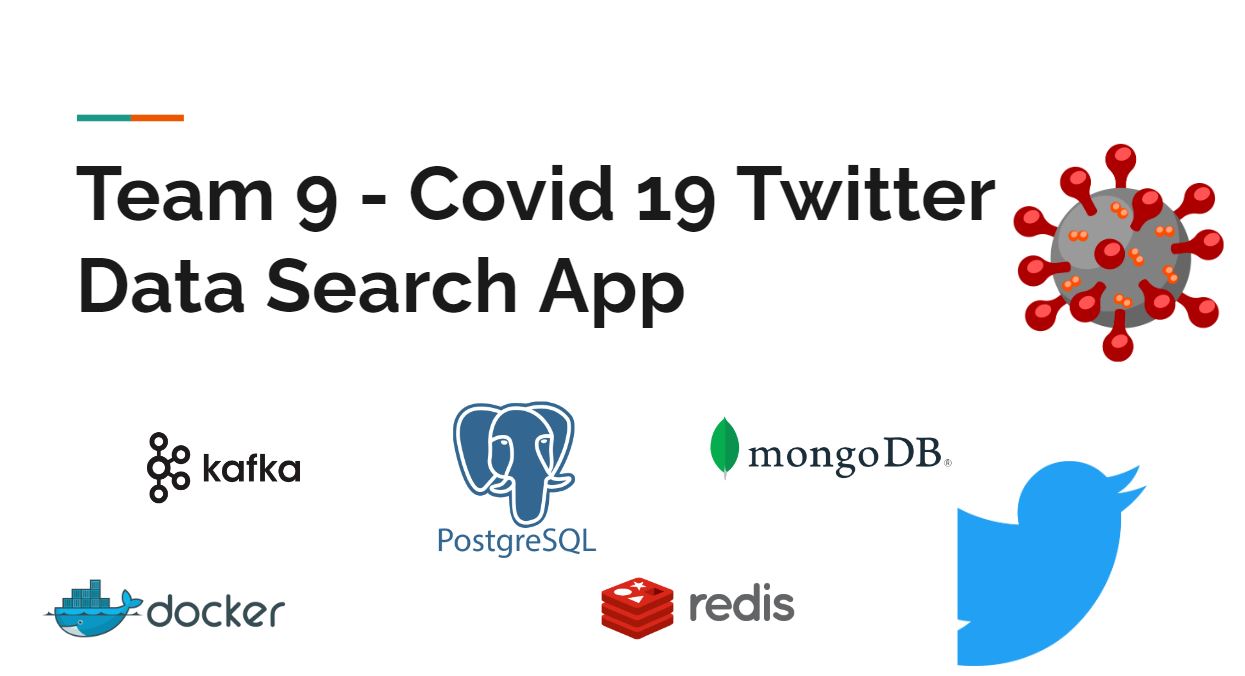 Team 9 - Covid 19 Twitter
Data Search App
kafka
PostgreSQL
mongoDB®
docker
redis